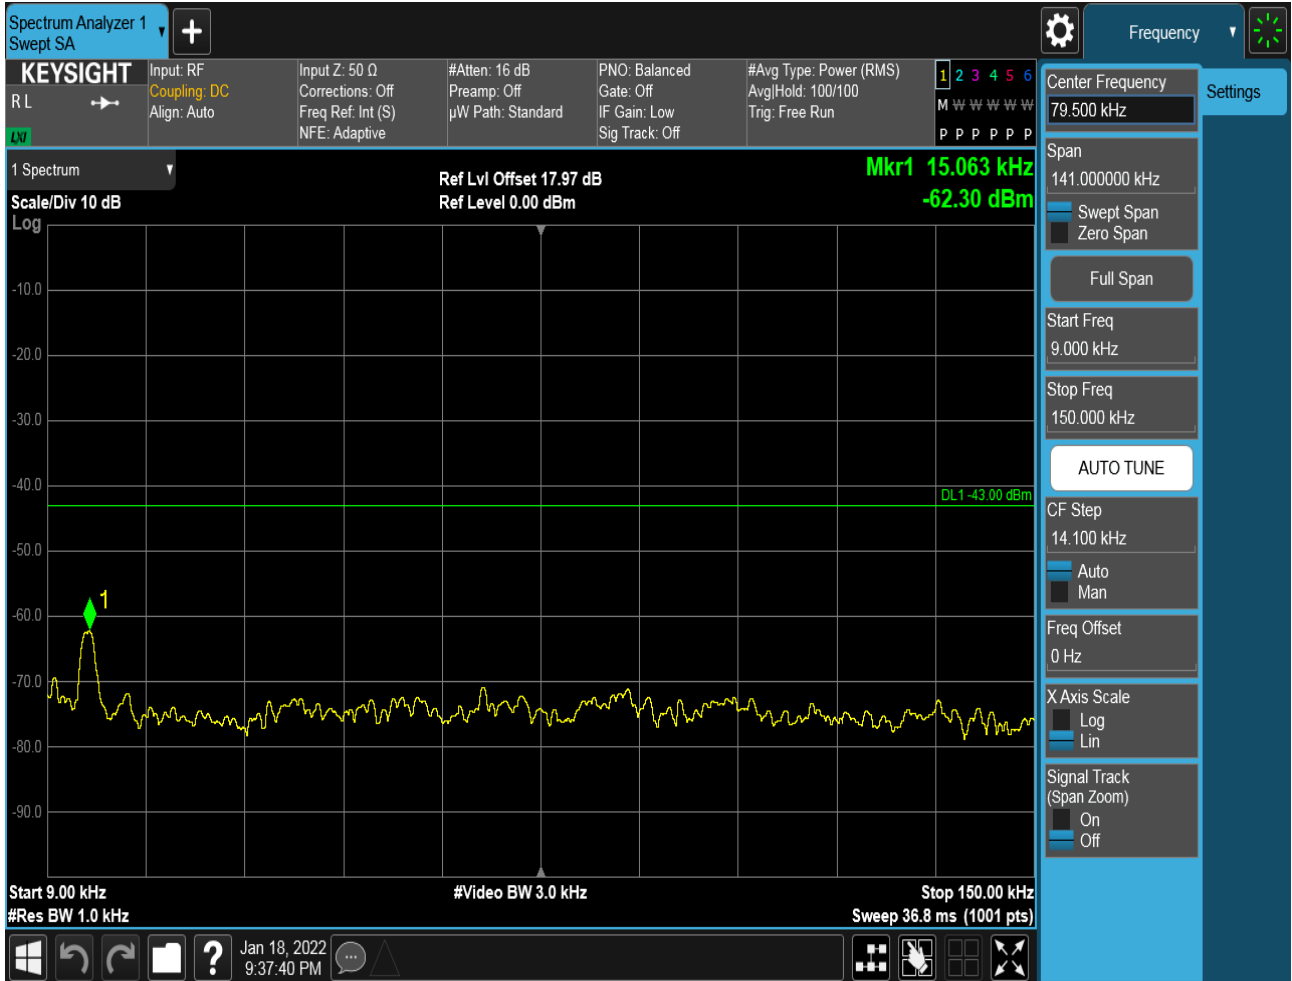 Spectrum Analyzer 1
Swept SA
Frequency
KEYSIGHT
R L
LXI
Input: RF
Coupling: DC
Align: Auto
Input Z: 50 Ω
Corrections: Off
Freq Ref: Int (S)
NFE: Adaptive
#Atten: 16 dB
Preamp: Off
µW Path: Standard
PNO: Balanced
Gate: Off
IF Gain: Low
Sig Track: Off
#Avg Type: Power (RMS)
Avg|Hold: 100/100
Trig: Free Run
1 2 3 4 5 6
M W W W W W
P P P P P P
1 Spectrum
Scale/Div 10 dB
Log
Ref Lvl Offset 17.97 dB
Ref Level 0.00 dBm
Mkr1 15.063 kHz
-62.30 dBm
-10.0
-20.0
-30.0
-40.0
DL1 -43.00 dBm
-50.0
1
-60.0
-70.0
-80.0
-90.0
Start 9.00 kHz
#Res BW 1.0 kHz
#Video BW 3.0 kHz
Stop 150.00 kHz
Sweep 36.8 ms (1001 pts)
Center Frequency
79.500 kHz
Settings
Span
141.000000 kHz
Swept Span
Zero Span
Full Span
Start Freq
9.000 kHz
Stop Freq
150.000 kHz
AUTO TUNE
CF Step
14.100 kHz
Auto
Man
Freq Offset
0 Hz
X Axis Scale
Log
Lin
Signal Track
(Span Zoom)
On
Off
?
Jan 18, 2022
9:37:40 PM